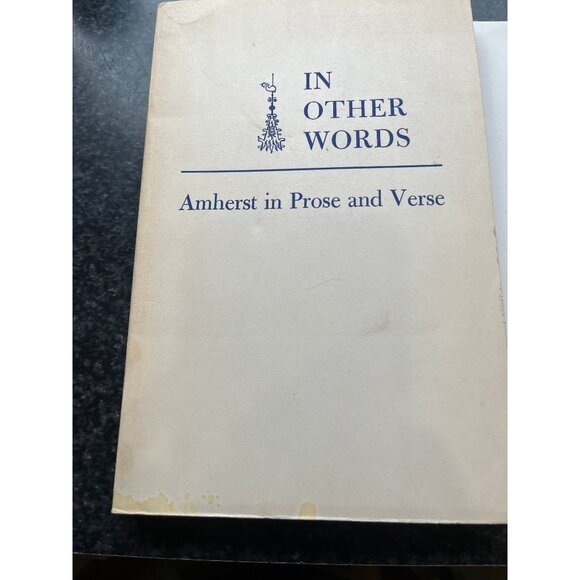 IN
OTHER
WORDS
Amherst in Prose and Verse